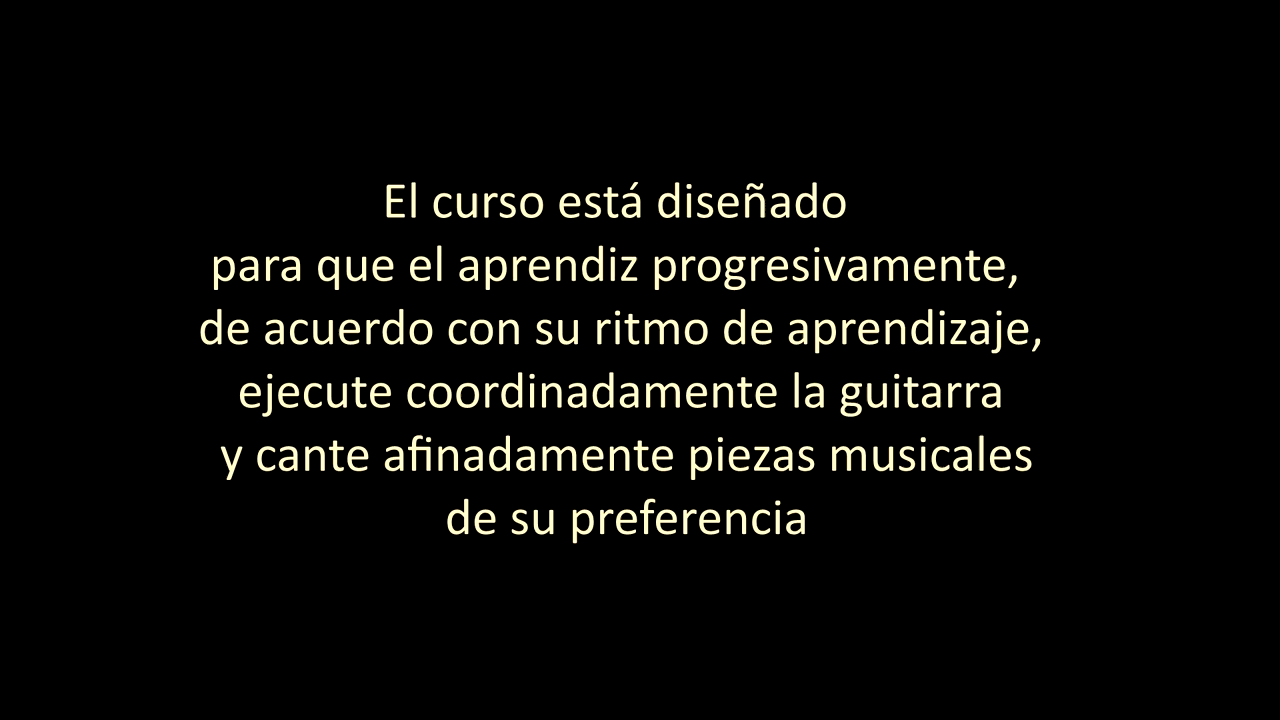 El curso está diseñado
para que el aprendiz progresivamente,
de acuerdo con su ritmo de aprendizaje,
ejecute coordinadamente la guitarra
y cante afinadamente piezas musicales
de su preferencia